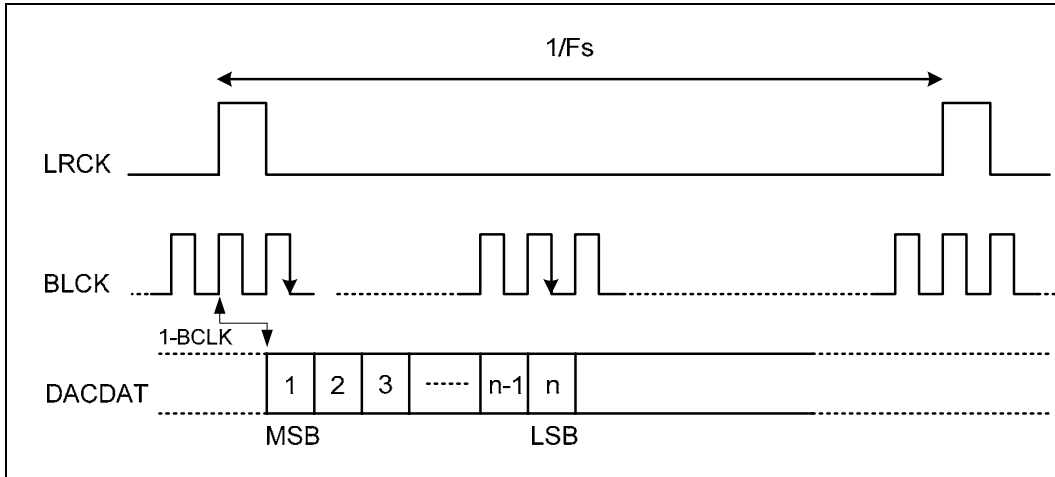 1/Fs
LRCK
BLCK
1-BCLK
DACDAT
1 2 3 ...... n-1 n
MSB LSB